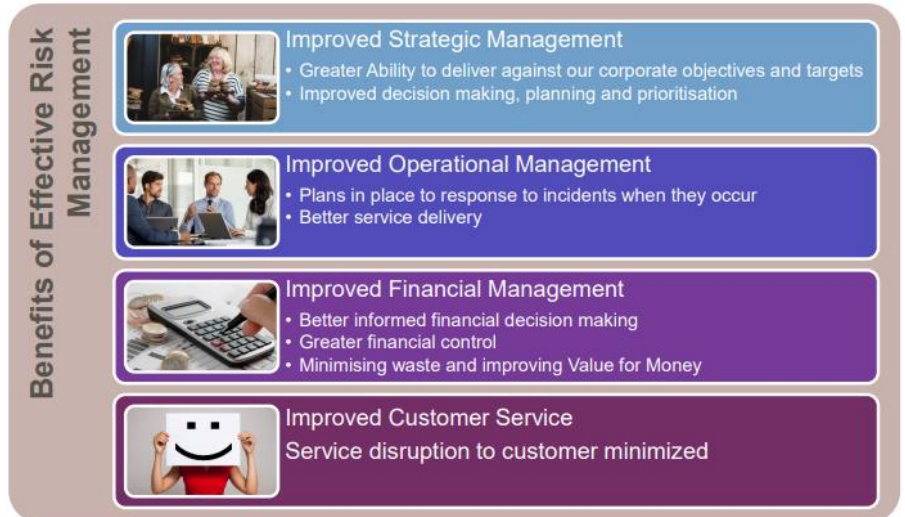 Benefits of Effective Risk
Management
Improved Strategic Management
• Greater Ability to deliver against our corporate objectives and targets
• Improved decision making, planning and prioritisation
Improved Operational Management
• Plans in place to response to incidents when they occur
• Better service delivery
Improved Financial Management
• Better informed financial decision making
• Greater financial control
• Minimising waste and improving Value for Money
Improved Customer Service
Service disruption to customer minimized